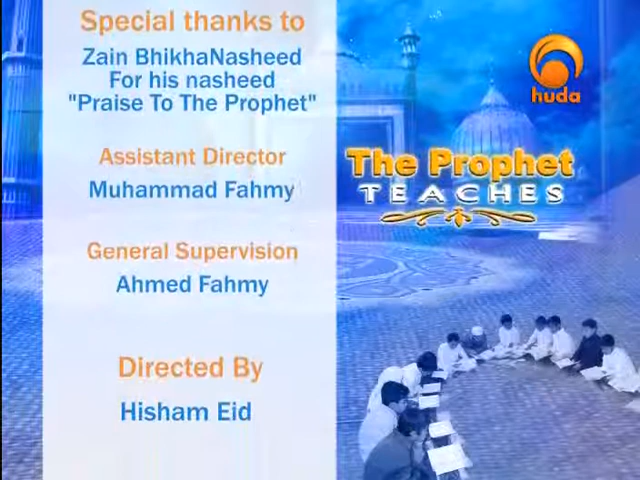 Special thanks to
Zain BhikhaNasheed
For his nasheed
"Praise To The Prophet"
Assistant Director
Muhammad Fahmy
General Supervision
Ahmed Fahmy
Directed By
Hisham Eid
huda
The Prophet
TEACHES